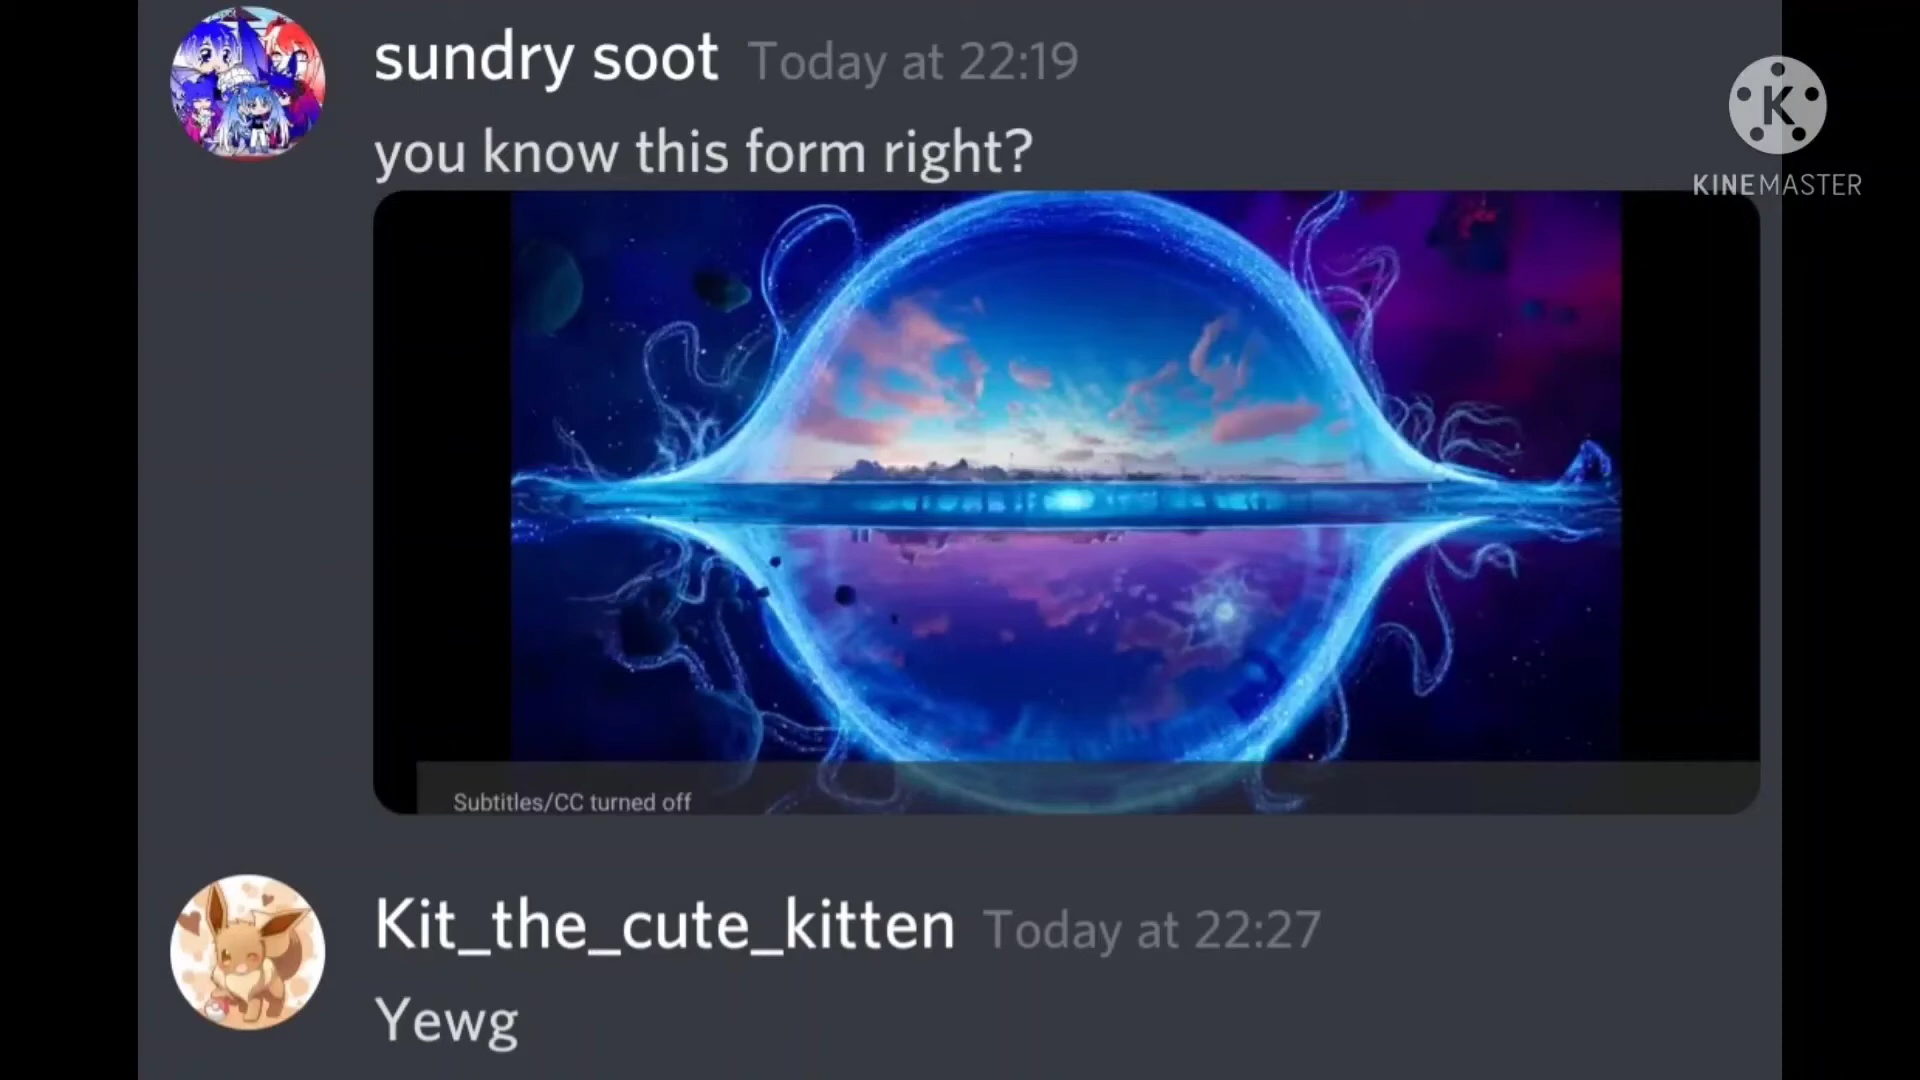 sundry soot Today at 22:19
you know this form right?
K
KINEMASTER
Subtitles/CC turned off
Kit_the_cute_kitten Today at 22:27
Yewg